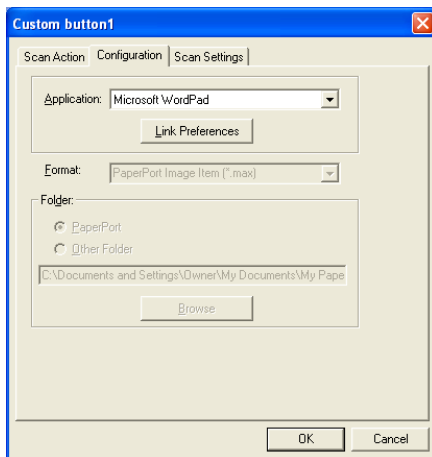 Custom button1
Scan Action Configuration Scan Settings
Application: Microsoft WordPad
Link Preferences
Format: PaperPort Image Item (*.max)
Folder:
PaperPort
Other Folder
C:\Documents and Settings\Owner\My Documents\My Pape
Browse
OK Cancel